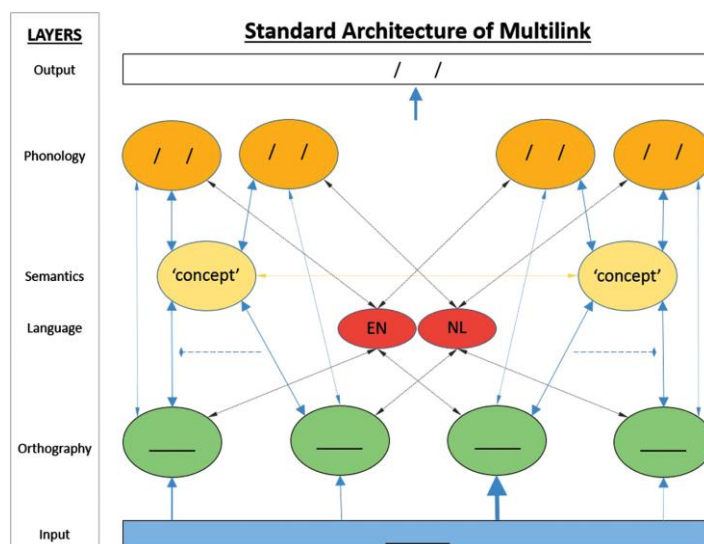 LAYERS
Standard Architecture of Multilink
Output
/ /
Phonology
/ / / / / / / /
Semantics
'concept' 'concept'
Language
EN NL
Orthography
Input